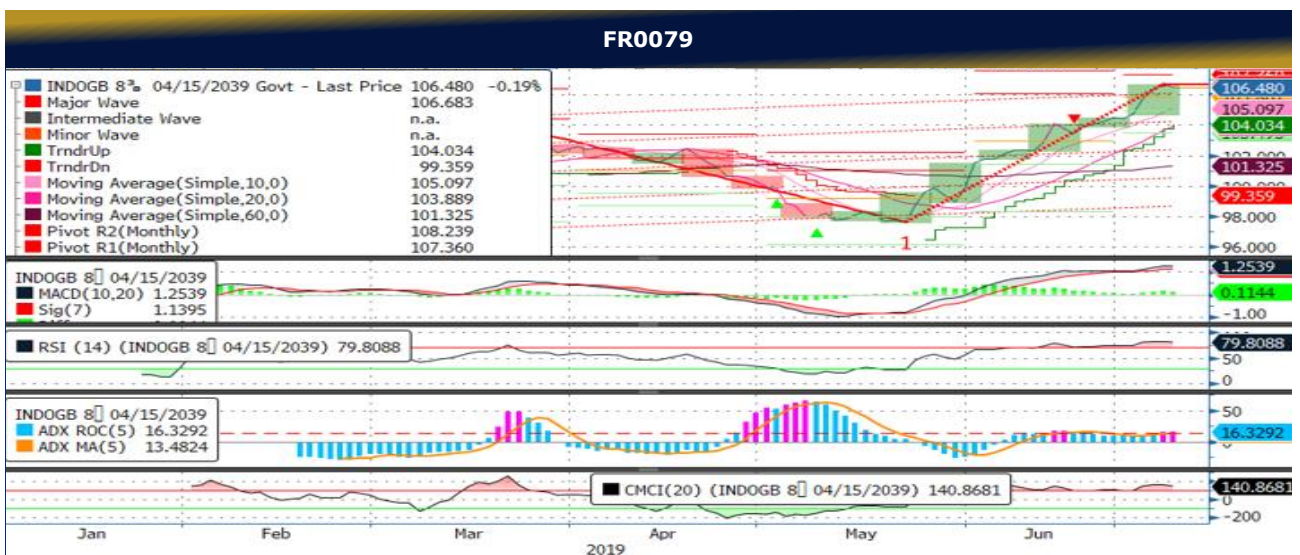 FR0079
INDOGB 8⅜ 04/15/2039 Govt - Last Price 106.480 -0.19%
Major Wave 106.683
Intermediate Wave n.a.
Minor Wave n.a.
TrndrUp 104.034
TrndrDn 99.359
Moving Average(Simple,10,0) 105.097
Moving Average(Simple,20,0) 103.889
Moving Average(Simple,60,0) 101.325
Pivot R2(Monthly) 108.239
Pivot R1(Monthly) 107.360
106.480
105.097
104.034
101.325
99.359
98.000
96.000
1
INDOGB 8 04/15/2039
MACD(10,20) 1.2539
Sig(7) 1.1395
1.2539
0.1144
-1.00
RSI (14) (INDOGB 8 04/15/2039) 79.8088
79.8088
50
0
INDOGB 8 04/15/2039
ADX ROC(5) 16.3292
ADX MA(5) 13.4824
50
16.3292
CMCI(20) (INDOGB 8 04/15/2039) 140.8681
140.8681
0
-200
Jan Feb Mar Apr May Jun
2019